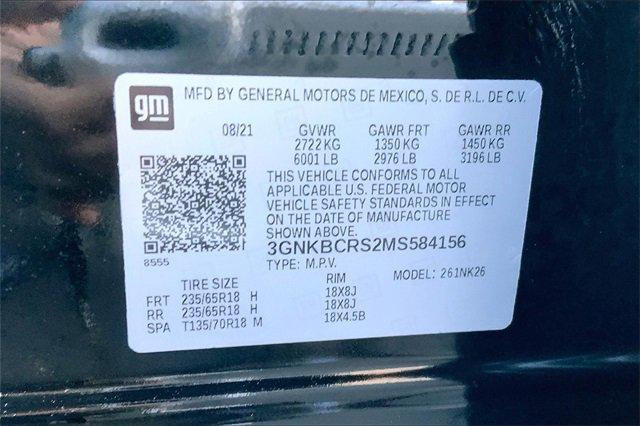 gm
MFD BY GENERAL MOTORS DE MEXICO, S. DE R.L. DE C.V.
08/21 GVWR GAWR FRT GAWR RR
2722 KG 1350 KG 1450 KG
6001 LB 2976 LB 3196 LB
THIS VEHICLE CONFORMS TO ALL
APPLICABLE U.S. FEDERAL MOTOR
VEHICLE SAFETY STANDARDS IN EFFECT
ON THE DATE OF MANUFACTURE
SHOWN ABOVE.
3GNKBCRS2MS584156
8555
TYPE: M.P.V. MODEL: 261NK26
TIRE SIZE RIM
FRT 235/65R18 H 18X8J
RR 235/65R18 H 18X8J
SPA T135/70R18 M 18X4.5B